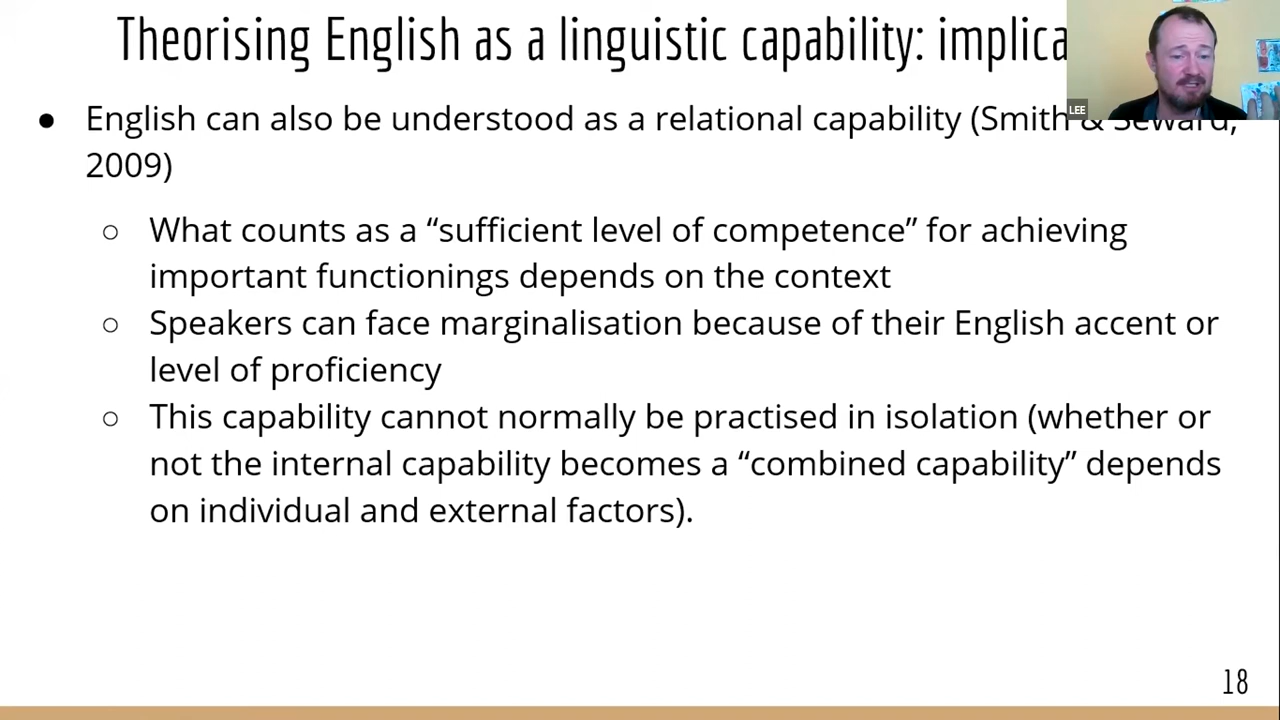 Theorising English as a linguistic capability: implica
LEE
● English can also be understood as a relational capability (Smith & Seward,
2009)
○ What counts as a “sufficient level of competence” for achieving
important functionings depends on the context
○ Speakers can face marginalisation because of their English accent or
level of proficiency
○ This capability cannot normally be practised in isolation (whether or
not the internal capability becomes a “combined capability” depends
on individual and external factors).
18